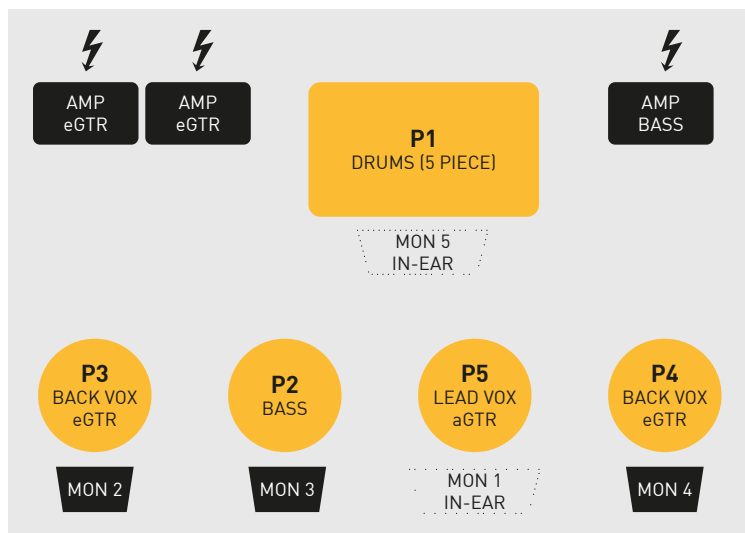 AMP
eGTR
AMP
eGTR
P1
DRUMS (5 PIECE)
AMP
BASS
MON 5
IN-EAR
P3
BACK VOX
eGTR
P2
BASS
P5
LEAD VOX
aGTR
P4
BACK VOX
eGTR
MON 2
MON 3
MON 1
IN-EAR
MON 4